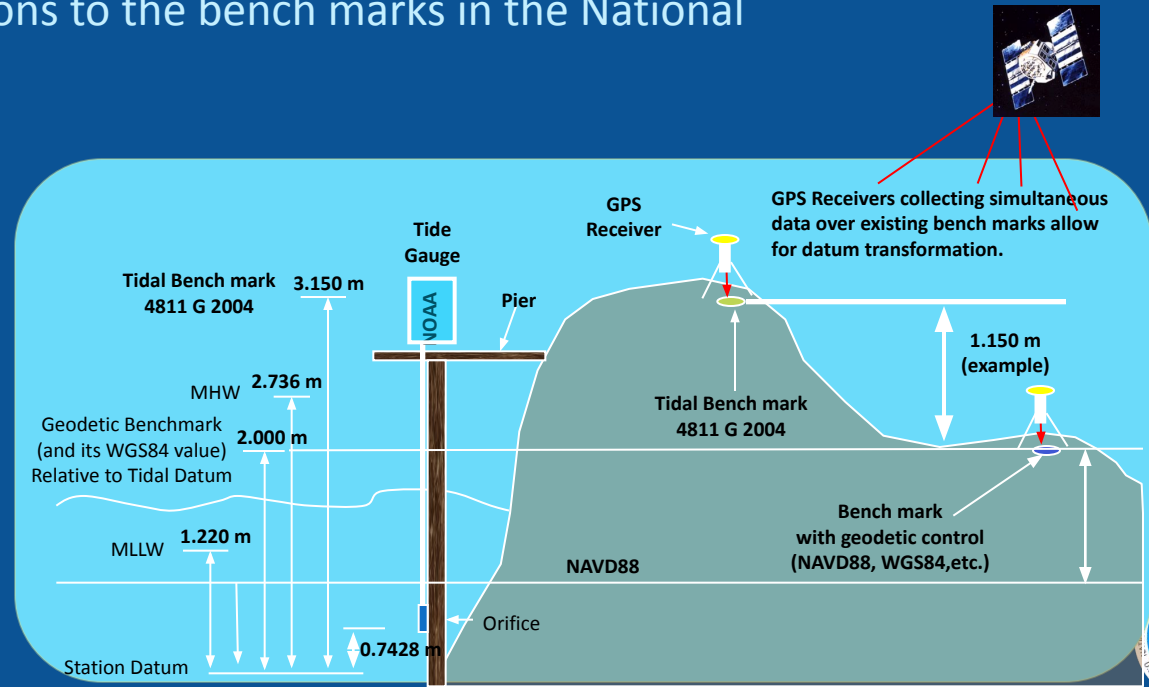 ons to the bench marks in the National
GPS Receivers collecting simultaneous
data over existing bench marks allow
for datum transformation.
GPS
Receiver
Tide
Gauge
NOAA
Pier
Tidal Bench mark
4811 G 2004
3.150 m
1.150 m
(example)
MHW
2.736 m
Geodetic Benchmark
(and its WGS84 value)
Relative to Tidal Datum
2.000 m
Tidal Bench mark
4811 G 2004
Bench mark
with geodetic control
(NAVD88, WGS84,etc.)
MLLW
1.220 m
NAVD88
Orifice
0.7428 m
Station Datum